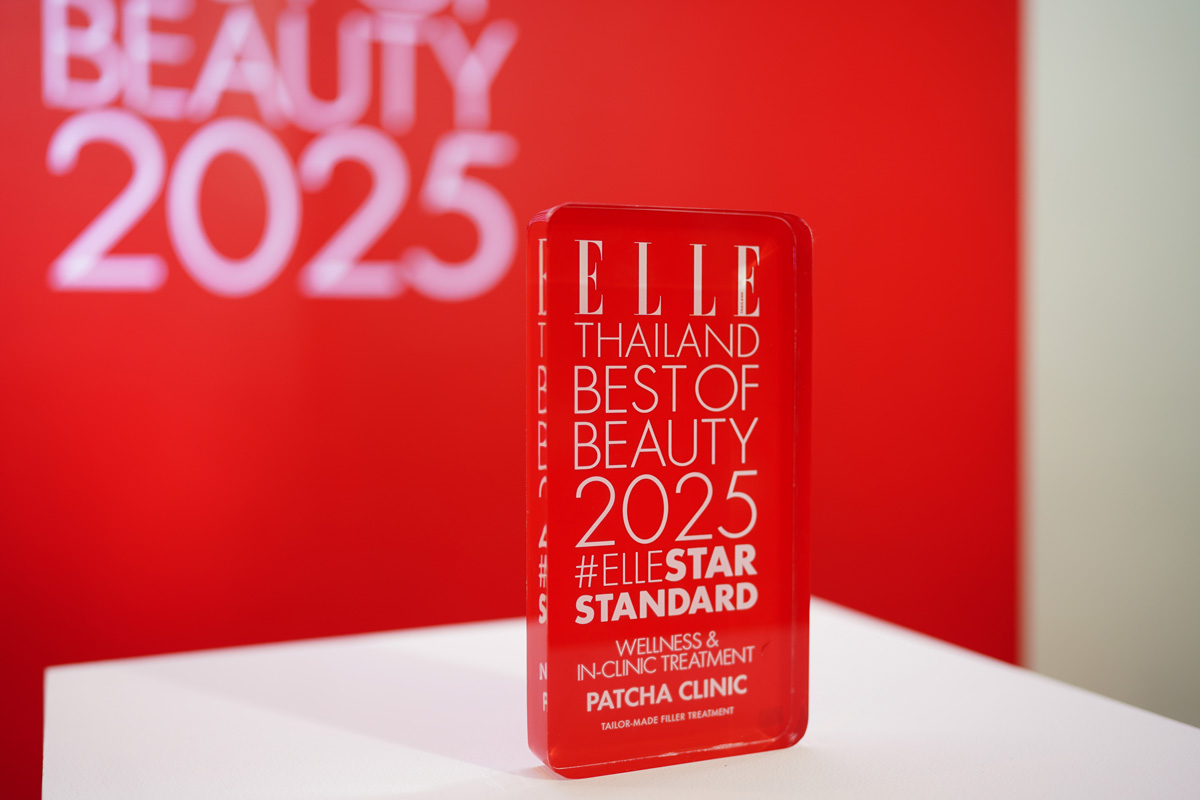 BEAUTY
2025
ELLE
THAILAND
BEST OF
BEAUTY
2025
#ELLESTAR
STANDARD
WELLNESS &
IN-CLINIC TREATMENT
PATCHA CLINIC
TAILOR-MADE FILLER TREATMENT